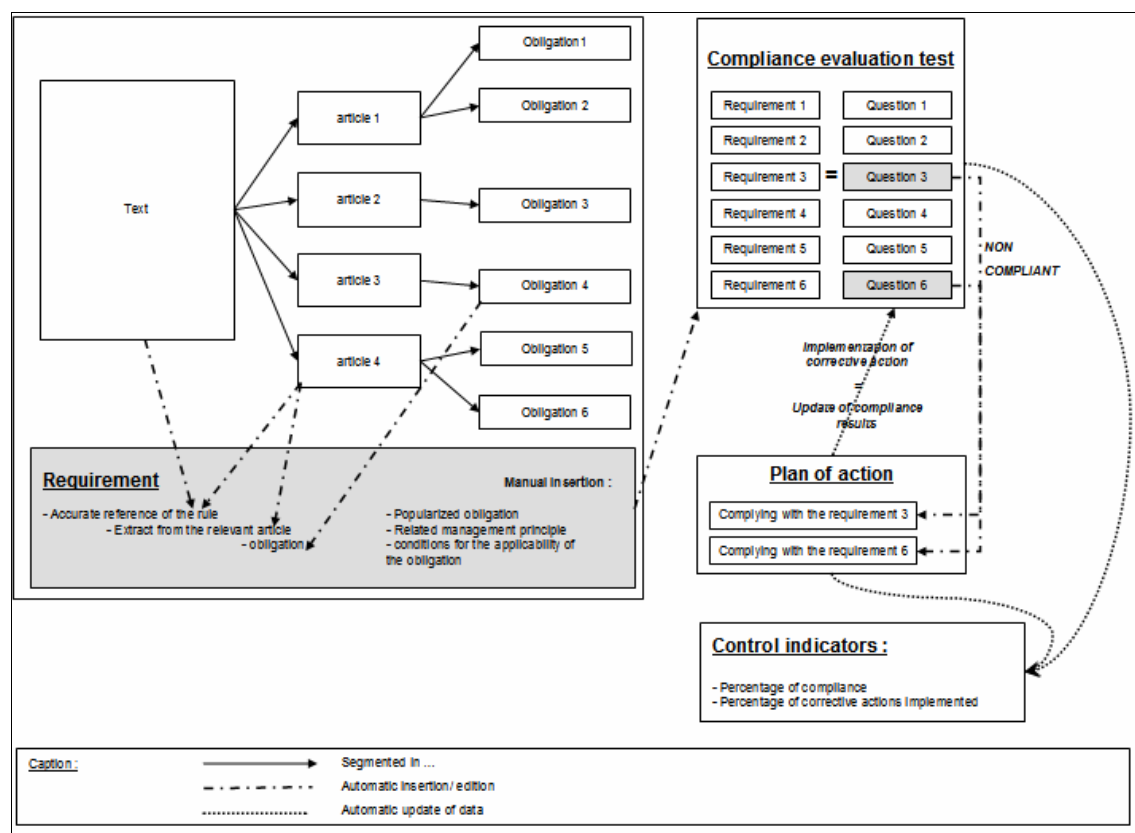 Text
article 1
article 2
article 3
article 4
Obligation 1
Obligation 2
Obligation 3
Obligation 4
Obligation 5
Obligation 6
Requirement
- Accurate reference of the rule
- Extract from the relevant article
- obligation
Manual insertion :
- Popularized obligation
- Related management principle
- conditions for the applicability of
the obligation
Compliance evaluation test
Requirement 1
Question 1
Requirement 2
Question 2
Requirement 3
=
Question 3
Requirement 4
Question 4
Requirement 5
Question 5
Requirement 6
Question 6
NON
COMPLIANT
Implementation of
corrective action
=
Update of compliance
results
Plan of action
Complying with the requirement 3
Complying with the requirement 6
Control indicators :
- Percentage of compliance
- Percentage of corrective actions implemented
Caption :
Segmented in ...
Automatic insertion/ edition
Automatic update of data